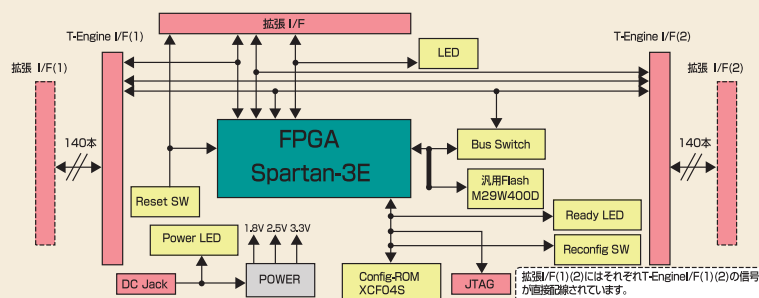 拡張 I/F
T-Engine I/F(1)
T-Engine I/F(2)
LED
拡張 I/F(1)
拡張 I/F(2)
140本
140本
FPGA
Spartan-3E
Bus Switch
汎用Flash
M29W400D
Reset SW
Ready LED
Power LED
1.8V 2.5V 3.3V
Reconfig SW
DC Jack
POWER
Config-ROM
XCF04S
JTAG
拡張I/F(1)(2)にはそれぞれT-EngineI/F(1)(2)の信号
が直接配線されています。